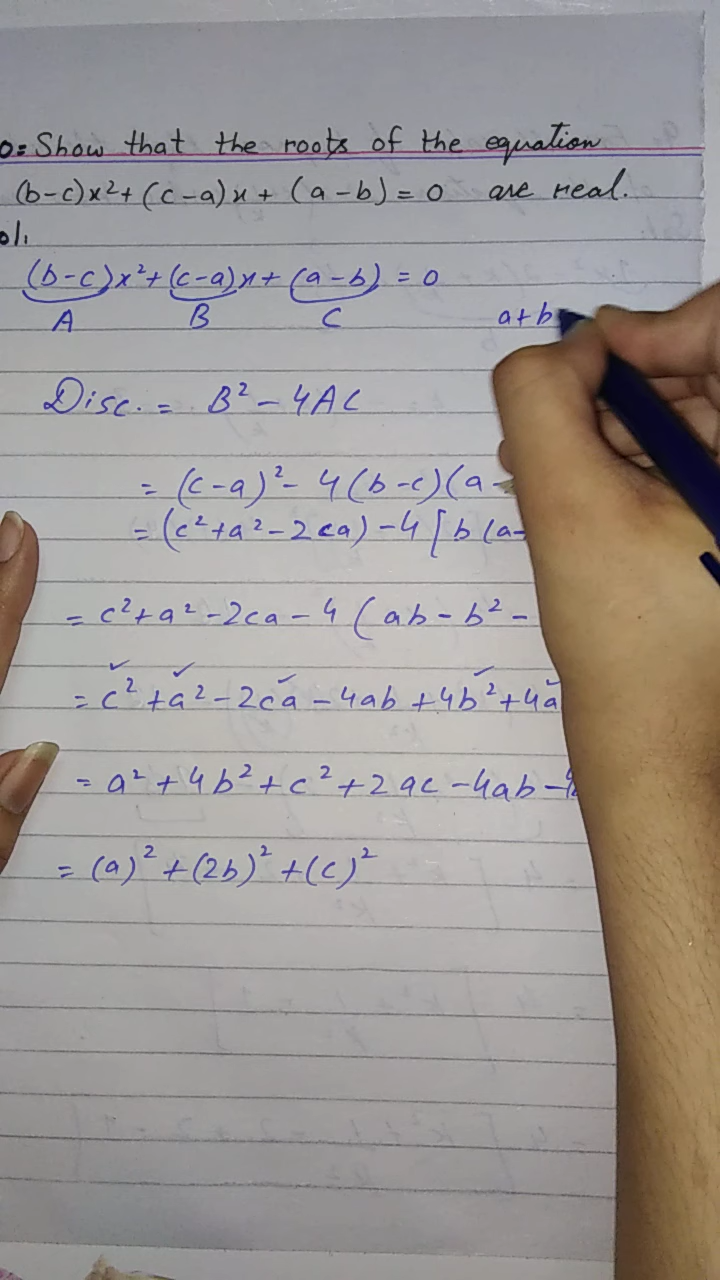 o= Show that the roots of the equation
(b-c)x²+(c-a)x+(a-b)=0 are real.
ol.
(b-c)x²+(c-a)x+(a-b)=0
A B C
a+b
Disc. = B²-4AC
= (c-a)²-4(b-c)(a-
= (c²+a²-2ca)-4[b(a-
= c²+a²-2ca-4(ab-b²-
= c²+a²-2ca-4ab+4b²+4a
= a²+4b²+c²+2ac-4ab-4
= (a)²+(2b)²+(c)²